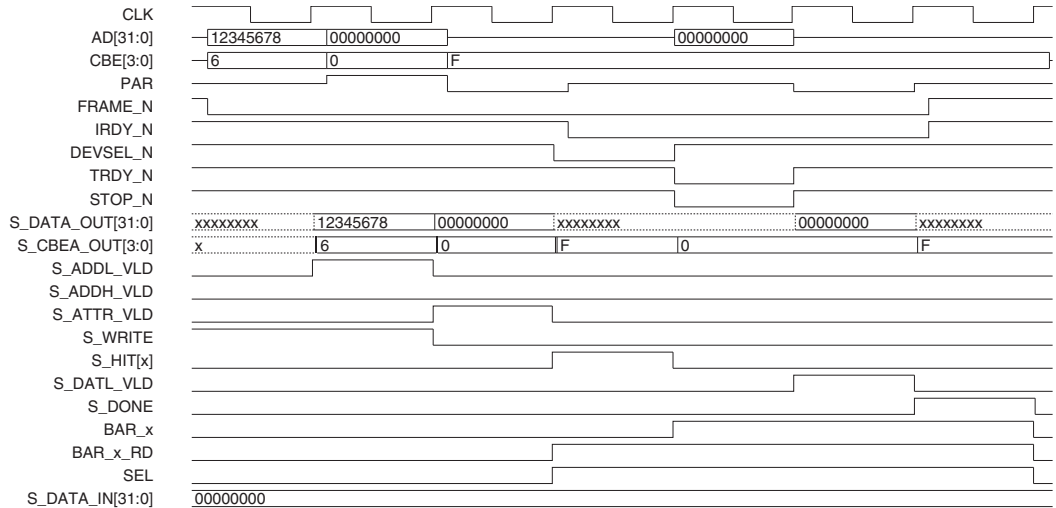 CLK
AD[31:0] 12345678 00000000 00000000
CBE[3:0] 6 0 F
PAR
FRAME_N
IRDY_N
DEVSEL_N
TRDY_N
STOP_N
S_DATA_OUT[31:0] xxxxxxxx 12345678 00000000 xxxxxxxx 00000000 xxxxxxxx
S_CBEA_OUT[3:0] x 6 0 F 0 F
S_ADDL_VLD
S_ADDH_VLD
S_ATTR_VLD
S_WRITE
S_HIT[x]
S_DATL_VLD
S_DONE
BAR_x
BAR_x_RD
SEL
S_DATA_IN[31:0] 00000000